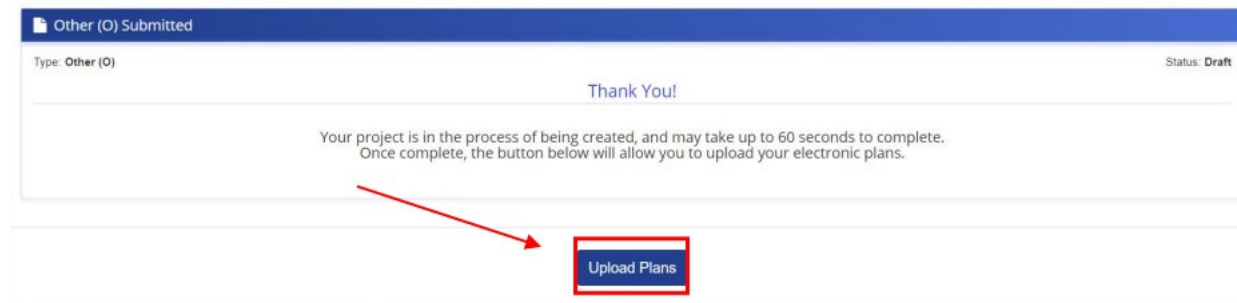 Other (O) Submitted
Type: Other (O) Status: Draft
Thank You!
Your project is in the process of being created, and may take up to 60 seconds to complete.
Once complete, the button below will allow you to upload your electronic plans.
Upload Plans